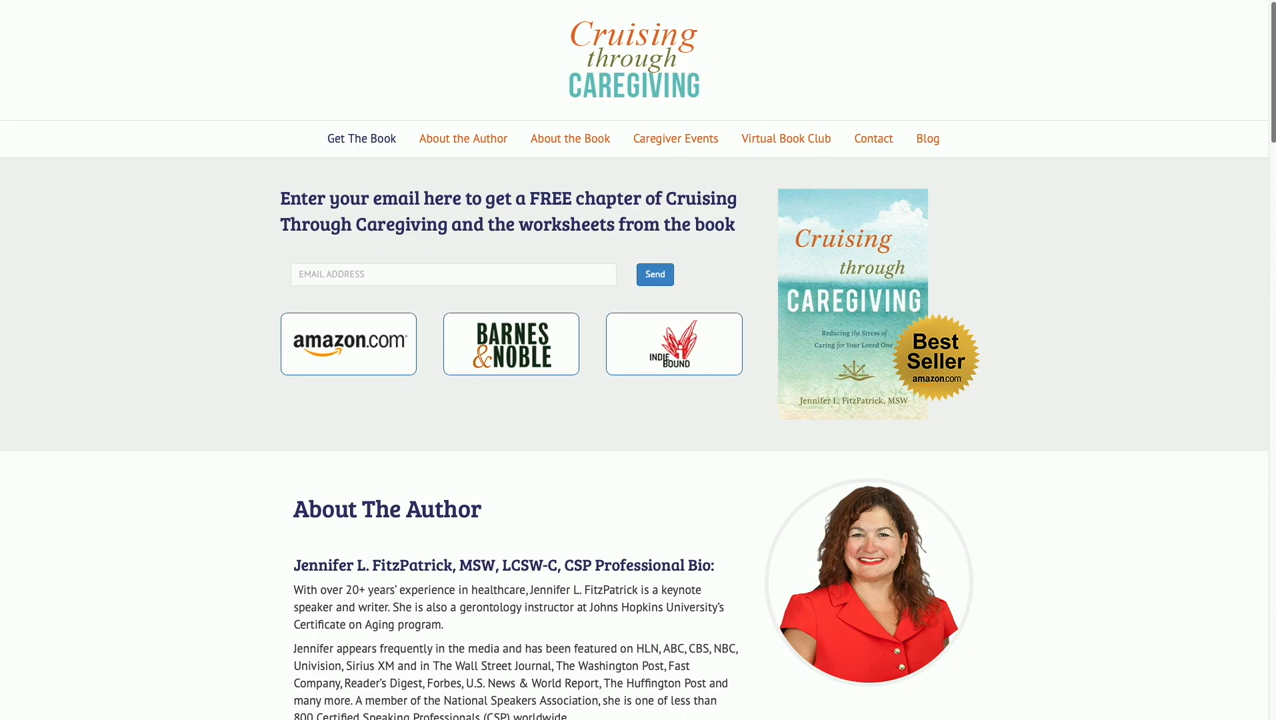 Cruising
through
CAREGIVING
Get The Book About the Author About the Book Caregiver Events Virtual Book Club Contact Blog
Enter your email here to get a FREE chapter of Cruising
Through Caregiving and the worksheets from the book
EMAIL ADDRESS Send
amazon.com BARNES
&NOBLE INDIE
BOUND
Cruising
through
CAREGIVING
Reducing the Stress of
Caring for Your Loved One
Best
Seller
amazon.com
Jennifer L. FitzPatrick, MSW
About The Author
Jennifer L. FitzPatrick, MSW, LCSW-C, CSP Professional Bio:
With over 20+ years' experience in healthcare, Jennifer L. FitzPatrick is a keynote
speaker and writer. She is also a gerontology instructor at Johns Hopkins University's
Certificate on Aging program.
Jennifer appears frequently in the media and has been featured on HLN, ABC, CBS, NBC,
Univision, Sirius XM and in The Wall Street Journal, The Washington Post, Fast
Company, Reader's Digest, Forbes, U.S. News & World Report, The Huffington Post and
many more. A member of the National Speakers Association, she is one of less than
800 Certified Speaking Professionals (CSP) worldwide.